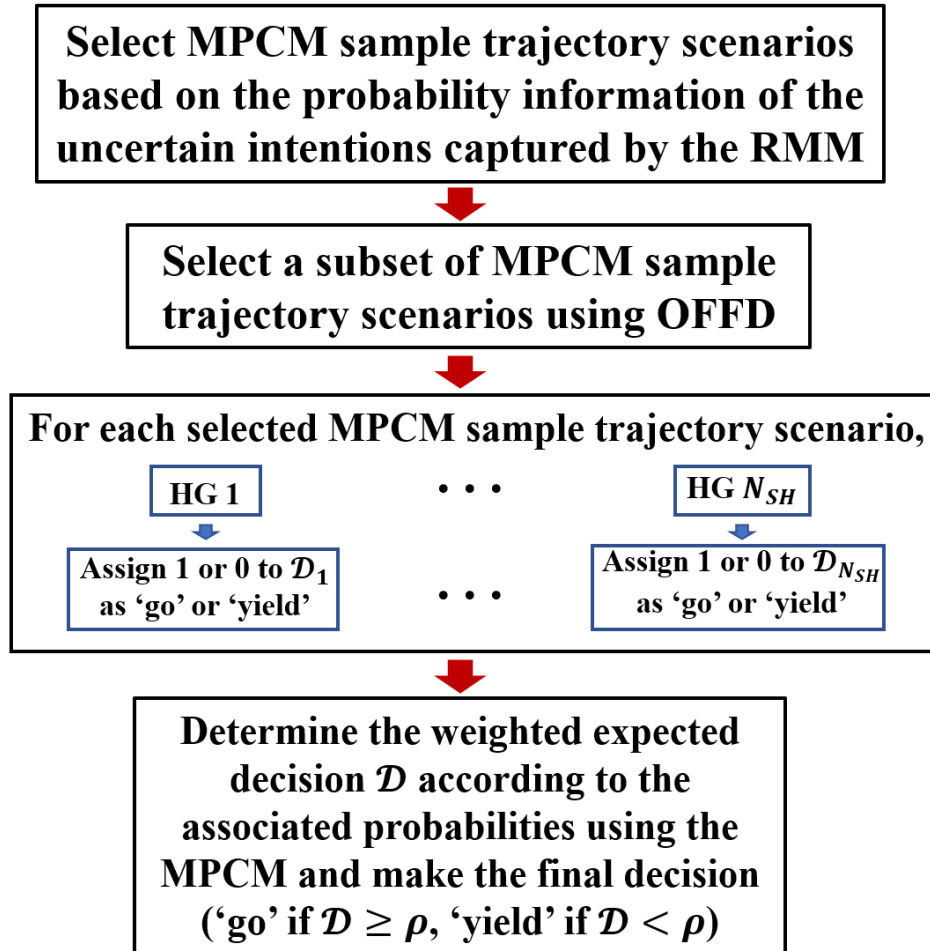 Select MPCM sample trajectory scenarios
based on the probability information of the
uncertain intentions captured by the RMM
Select a subset of MPCM sample
trajectory scenarios using OFFD
For each selected MPCM sample trajectory scenario,
HG 1
. . .
HG N_{SH}
Assign 1 or 0 to 𝒟_1
as ‘go’ or ‘yield’
. . .
Assign 1 or 0 to 𝒟_{N_{SH}}
as ‘go’ or ‘yield’
Determine the weighted expected
decision 𝒟 according to the
associated probabilities using the
MPCM and make the final decision
(‘go’ if 𝒟 ≥ ρ, ‘yield’ if 𝒟 < ρ)